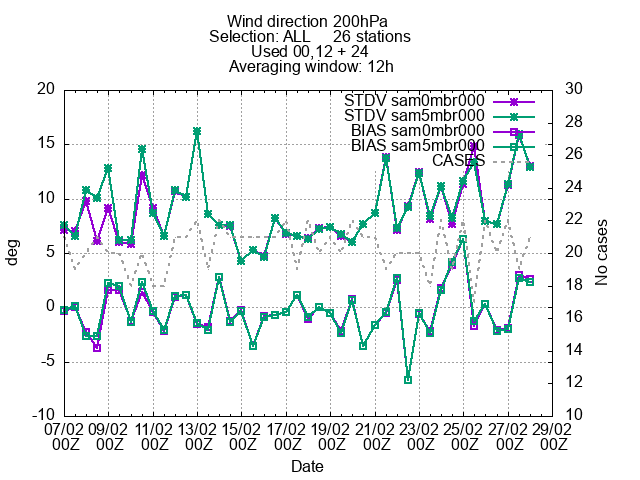 Wind direction 200hPa
Selection: ALL 26 stations
Used 00,12 + 24
Averaging window: 12h
STDV sam0mbr000
STDV sam5mbr000
BIAS sam0mbr000
BIAS sam5mbr000
CASES
20
15
10
5
0
-5
-10
deg
30
28
26
24
22
20
18
16
14
12
10
No cases
07/02 09/02 11/02 13/02 15/02 17/02 19/02 21/02 23/02 25/02 27/02 29/02
00Z 00Z 00Z 00Z 00Z 00Z 00Z 00Z 00Z 00Z 00Z 00Z
Date